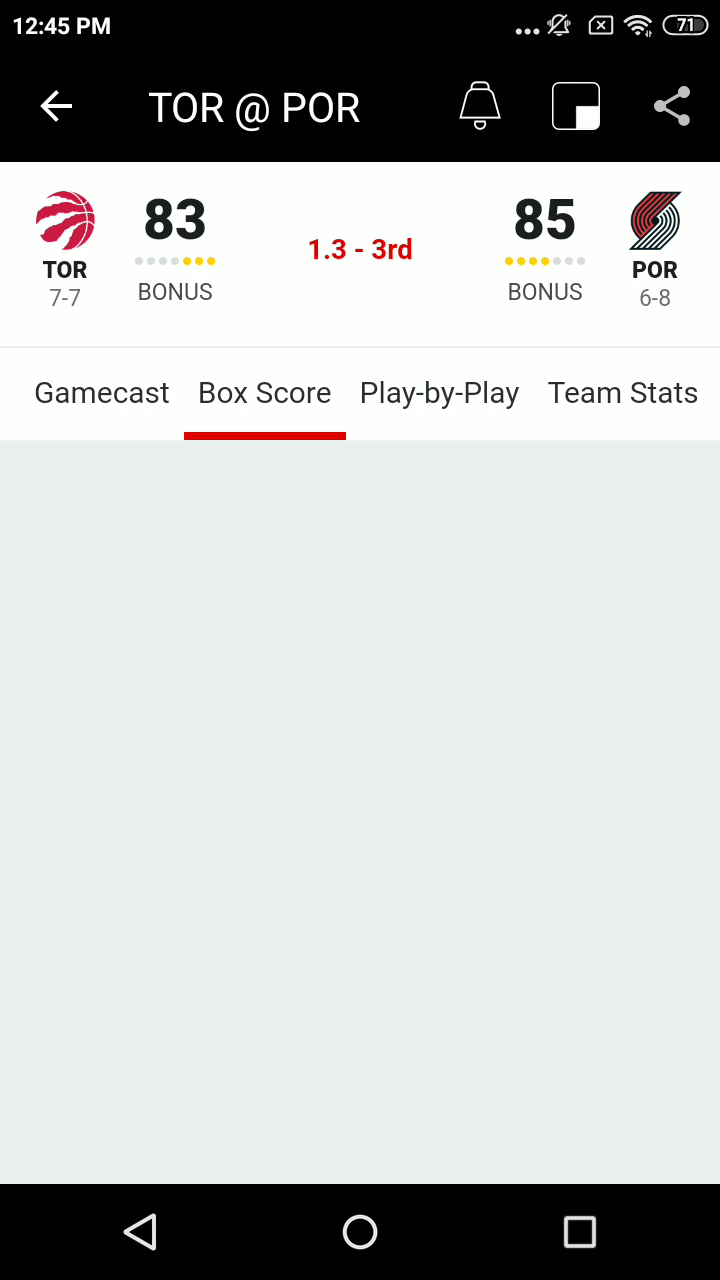 12:45 PM
71
TOR @ POR
83
85
1.3 - 3rd
TOR
POR
7-7
BONUS
BONUS
6-8
Gamecast Box Score Play-by-Play Team Stats